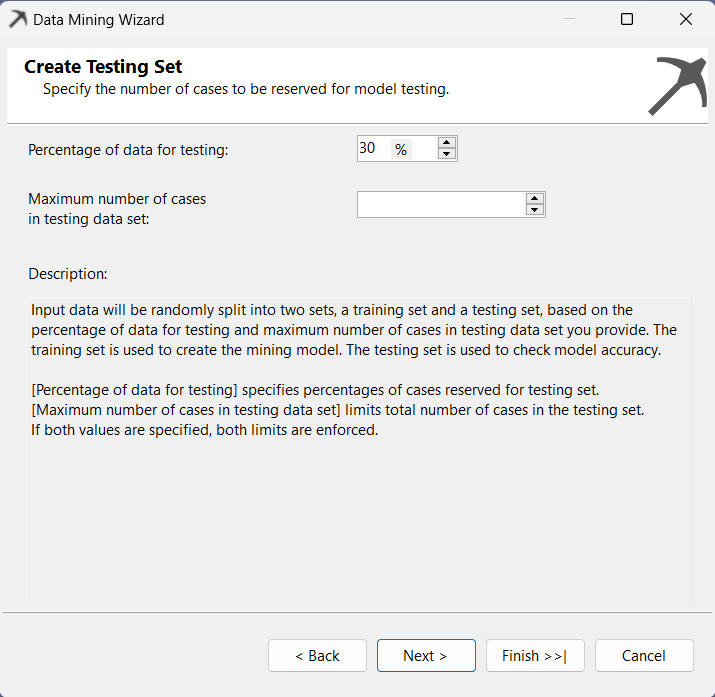 Data Mining Wizard
Create Testing Set
Specify the number of cases to be reserved for model testing.
Percentage of data for testing:
30 %
Maximum number of cases
in testing data set:
Description:
Input data will be randomly split into two sets, a training set and a testing set, based on the
percentage of data for testing and maximum number of cases in testing data set you provide. The
training set is used to create the mining model. The testing set is used to check model accuracy.
[Percentage of data for testing] specifies percentages of cases reserved for testing set.
[Maximum number of cases in testing data set] limits total number of cases in the testing set.
If both values are specified, both limits are enforced.
< Back
Next >
Finish >>|
Cancel